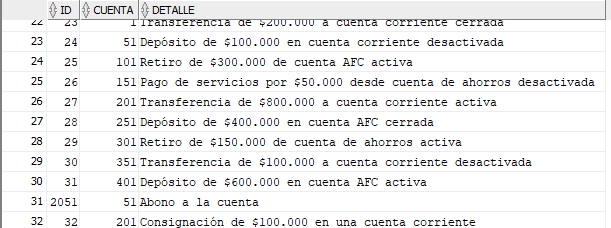 ID CUENTA DETALLE
22 23 1 Transferencia de $200.000 a cuenta corriente cerrada
23 24 51 Depósito de $100.000 en cuenta corriente desactivada
24 25 101 Retiro de $300.000 de cuenta AFC activa
25 26 151 Pago de servicios por $50.000 desde cuenta de ahorros desactivada
26 27 201 Transferencia de $800.000 a cuenta corriente activa
27 28 251 Depósito de $400.000 en cuenta AFC cerrada
28 29 301 Retiro de $150.000 de cuenta de ahorros activa
29 30 351 Transferencia de $100.000 a cuenta corriente desactivada
30 31 401 Depósito de $600.000 en cuenta AFC activa
31 2051 51 Abono a la cuenta
32 32 201 Consignación de $100.000 en una cuenta corriente